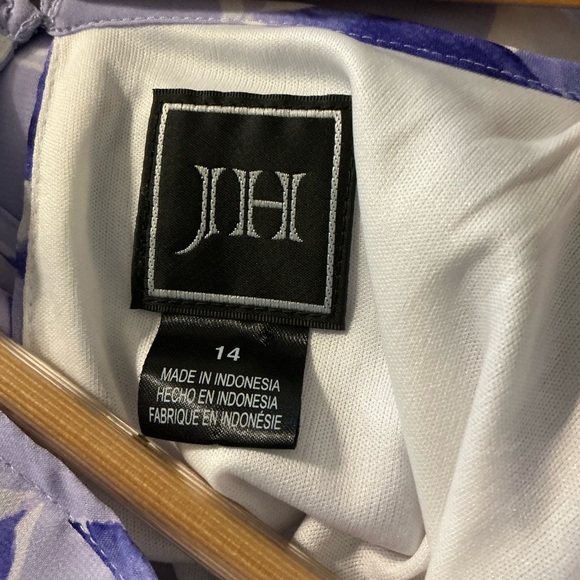 JH
14
MADE IN INDONESIA
HECHO EN INDONESIA
FABRIQUÉ EN INDONÉSIE